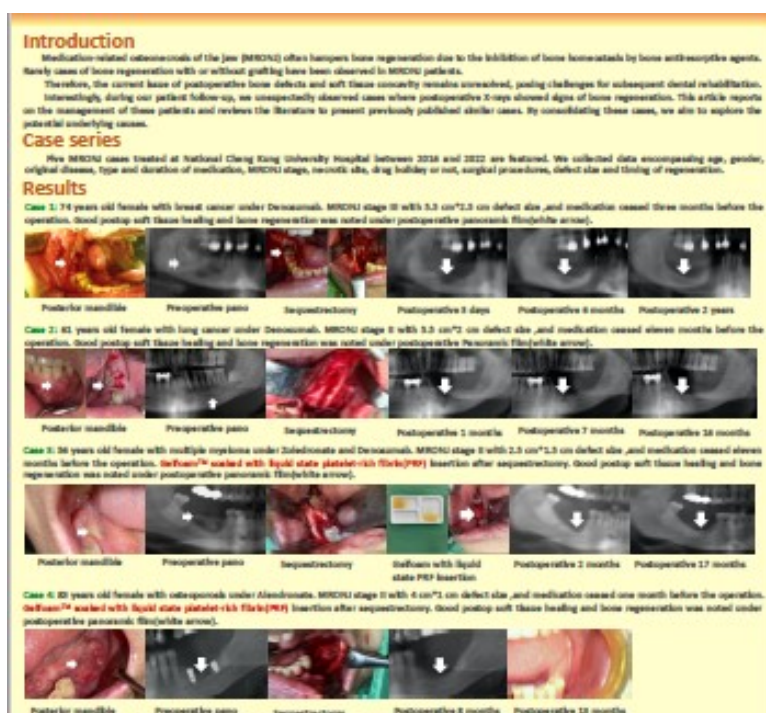 Introduction
Medication-related osteonecrosis of the jaw (MRONJ) often hampers bone regeneration due to the inhibition of bone homeostasis by bone antiresorptive agents.
Rarely cases of bone regeneration with or without grafting have been observed in MRONJ patients.
Therefore, the current issue of postoperative bone defects and soft tissue concavity remains unresolved, posing challenges for subsequent dental rehabilitation.
Interestingly, during our patient follow-up, we unexpectedly observed cases where postoperative X-rays showed signs of bone regeneration. This article reports
on the management of these patients and reviews the literature to present previously published similar cases. By consolidating these cases, we aim to explore the
potential underlying causes.
Case series
Five MRONJ cases treated at National Cheng Kung University Hospital between 2016 and 2022 are featured. We collected data encompassing age, gender,
original disease, type and duration of medication, MRONJ stage, necrotic site, drug holiday or not, surgical procedures, defect size and timing of regeneration.
Results
Case 1: 74 years old female with breast cancer under Denosumab. MRONJ stage III with 5.5 cm*2.5 cm defect size, and medication ceased three months before the
operation. Good postop soft tissue healing and bone regeneration was noted under postoperative panoramic film(white arrow).
Posterior mandible Preoperative pano Sequestrectomy Postoperative 8 days Postoperative 6 months Postoperative 2 years
Case 2: 61 years old female with lung cancer under Denosumab. MRONJ stage II with 5.5 cm*2 cm defect size ,and medication ceased eleven months before the
operation. Good postop soft tissue healing and bone regeneration was noted under postoperative Panoramic film(white arrow).
Posterior mandible Preoperative pano Sequestrectomy Postoperative 1 months Postoperative 7 months Postoperative 16 months
Case 3: 56 years old female with multiple myeloma under Zoledronate and Denosumab. MRONJ stage II with 2.5 cm*1.5 cm defect size ,and medication ceased eleven
months before the operation. Gelfoam™ soaked with liquid state platelet-rich fibrin(PRF) insertion after sequestrectomy. Good postop soft tissue healing and bone
regeneration was noted under postoperative panoramic film(white arrow).
Posterior mandible Preoperative pano Sequestrectomy Gelfoam with liquid state PRF insertion Postoperative 2 months Postoperative 17 months
Case 4: 83 years old female with osteoporosis under Alendronate. MRONJ stage II with 4 cm*1 cm defect size ,and medication ceased one month before the operation.
Gelfoam™ soaked with liquid state platelet-rich fibrin(PRF) insertion after sequestrectomy. Good postop soft tissue healing and bone regeneration was noted under
postoperative panoramic film(white arrow).
Posterior mandible Preoperative pano Sequestrectomy Postoperative 8 months Postoperative 18 months